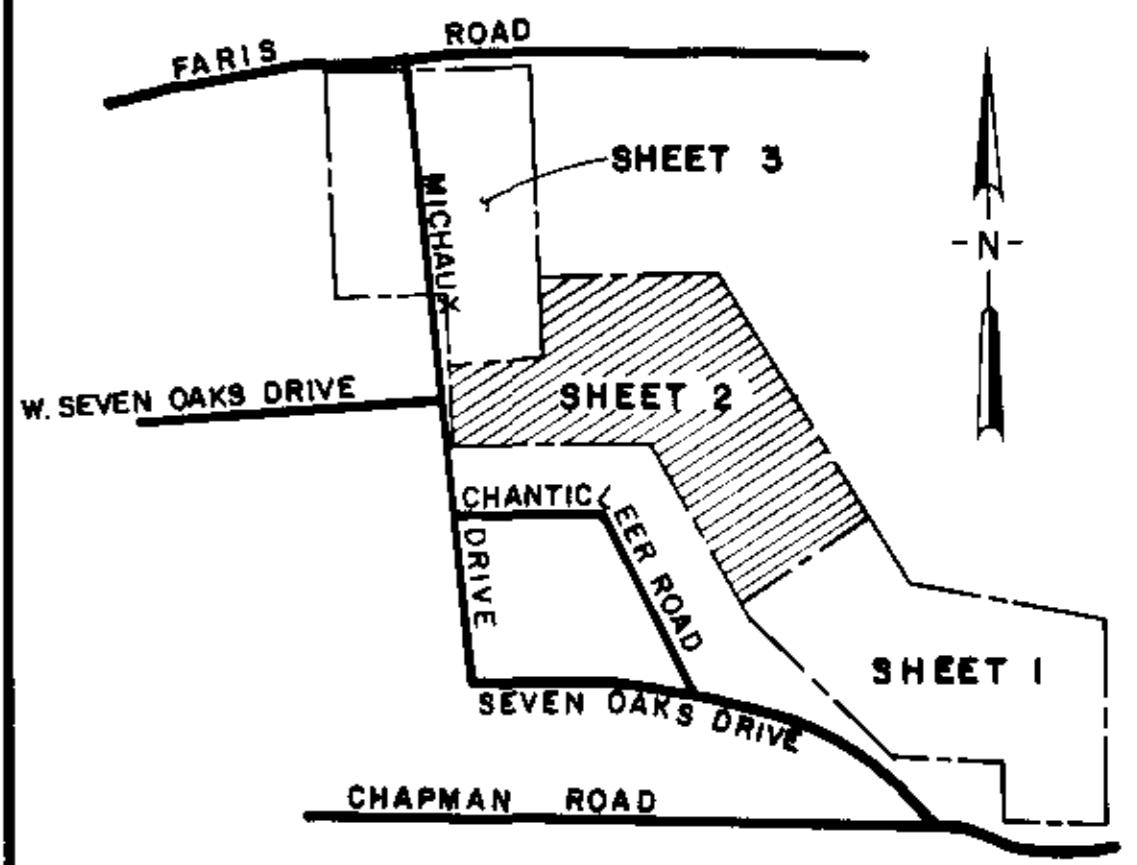 FARIS ROAD
SHEET 3
MICHAUX DRIVE
-N-
W. SEVEN OAKS DRIVE
SHEET 2
CHANTICLEER ROAD
SHEET 1
SEVEN OAKS DRIVE
CHAPMAN ROAD